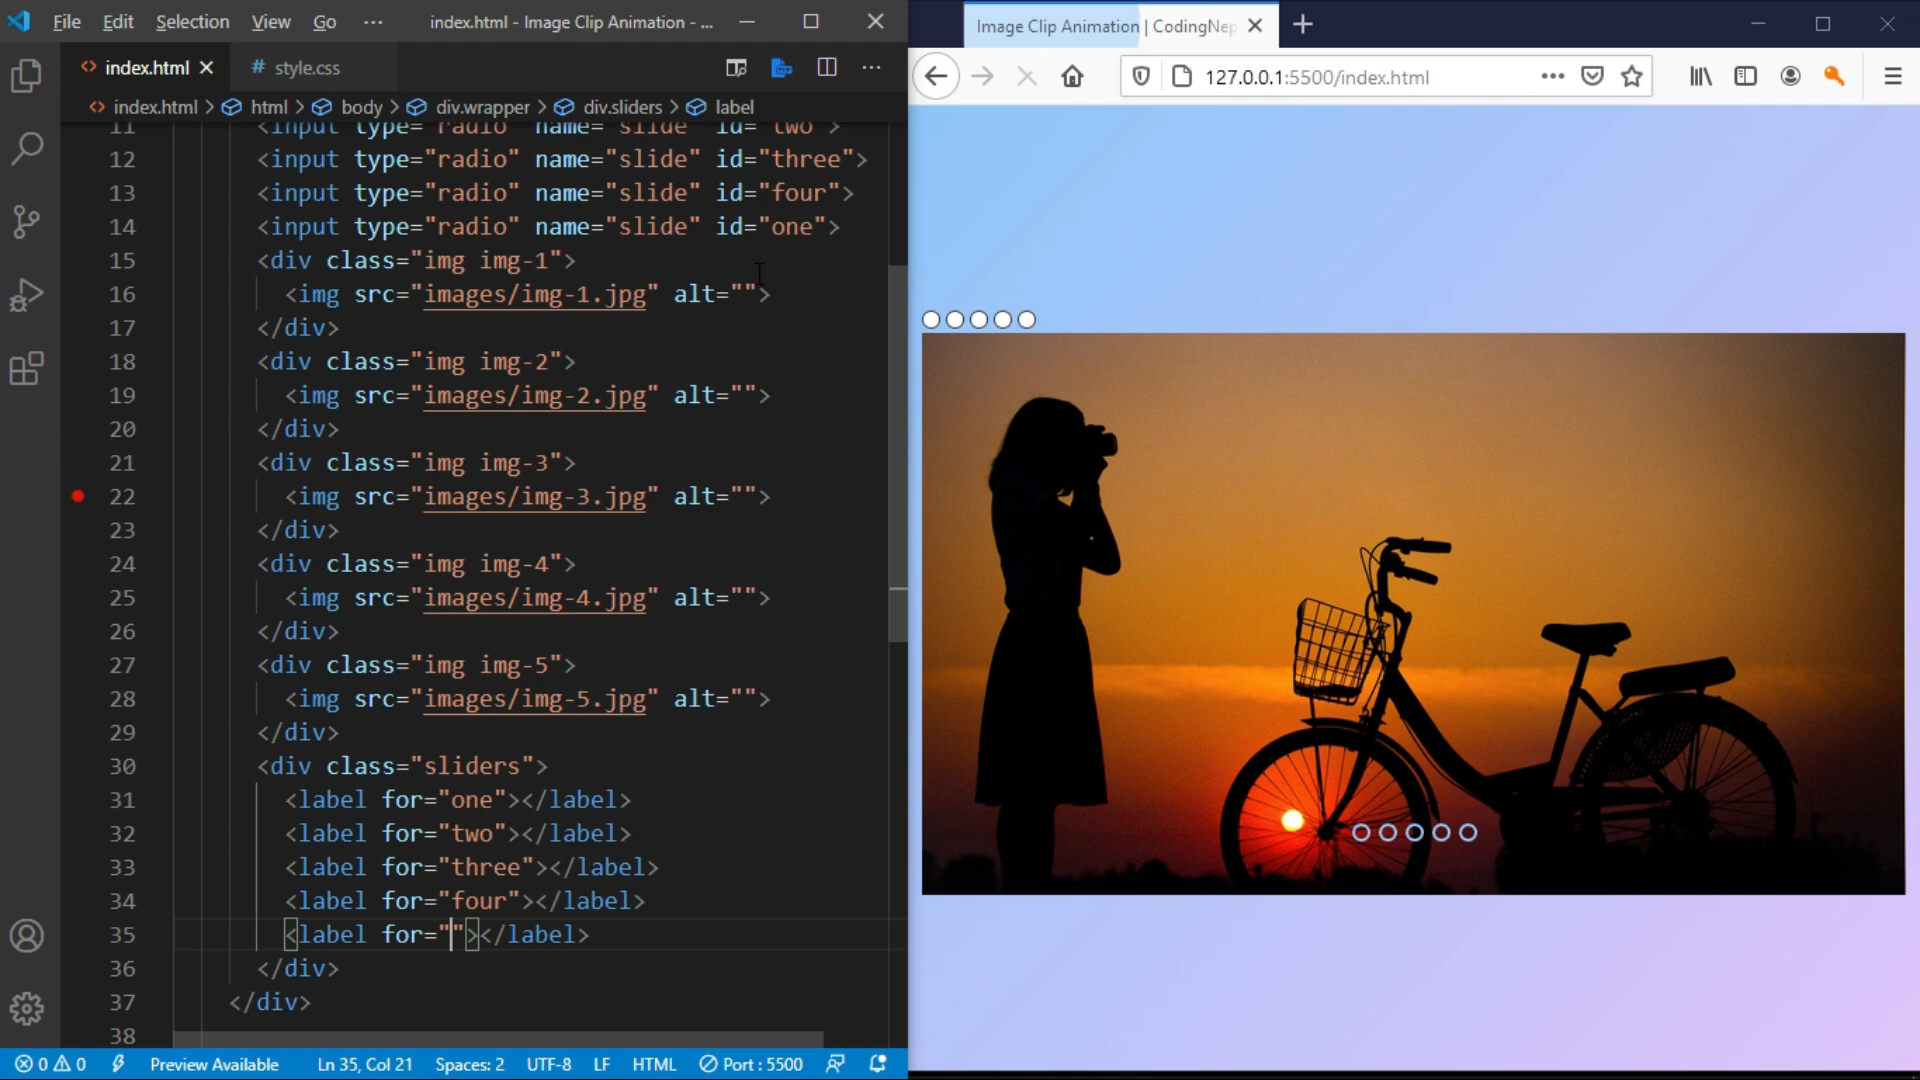 File Edit Selection View Go ··· index.html - Image Clip Animation - ...
index.html
# style.css
index.html > html > body > div.wrapper > div.sliders > label
11 <input type="radio" name="slide" id="two">
12 <input type="radio" name="slide" id="three">
13 <input type="radio" name="slide" id="four">
14 <input type="radio" name="slide" id="one">
15 <div class="img img-1">
16 <img src="images/img-1.jpg" alt="">
17 </div>
18 <div class="img img-2">
19 <img src="images/img-2.jpg" alt="">
20 </div>
21 <div class="img img-3">
22 <img src="images/img-3.jpg" alt="">
23 </div>
24 <div class="img img-4">
25 <img src="images/img-4.jpg" alt="">
26 </div>
27 <div class="img img-5">
28 <img src="images/img-5.jpg" alt="">
29 </div>
30 <div class="sliders">
31 <label for="one"></label>
32 <label for="two"></label>
33 <label for="three"></label>
34 <label for="four"></label>
35 <label for=""></label>
36 </div>
37 </div>
38
0 0 Preview Available Ln 35, Col 21 Spaces: 2 UTF-8 LF HTML Port : 5500
Image Clip Animation | CodingNep
127.0.0.1:5500/index.html